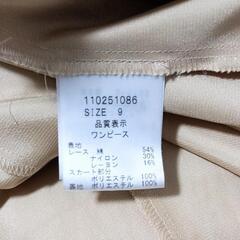 110251086
SIZE 9
品質表示
ワンピース
表地
レース 綿 54%
ナイロン 30%
レーヨン 16%
スカート部分
表地 ポリエステル 100%
裏地 ポリエステル 100%